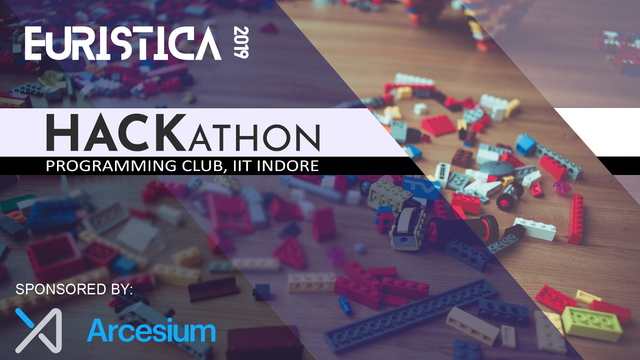 EURISTICA 2019
HACKATHON
PROGRAMMING CLUB, IIT INDORE
SPONSORED BY:
Arcesium